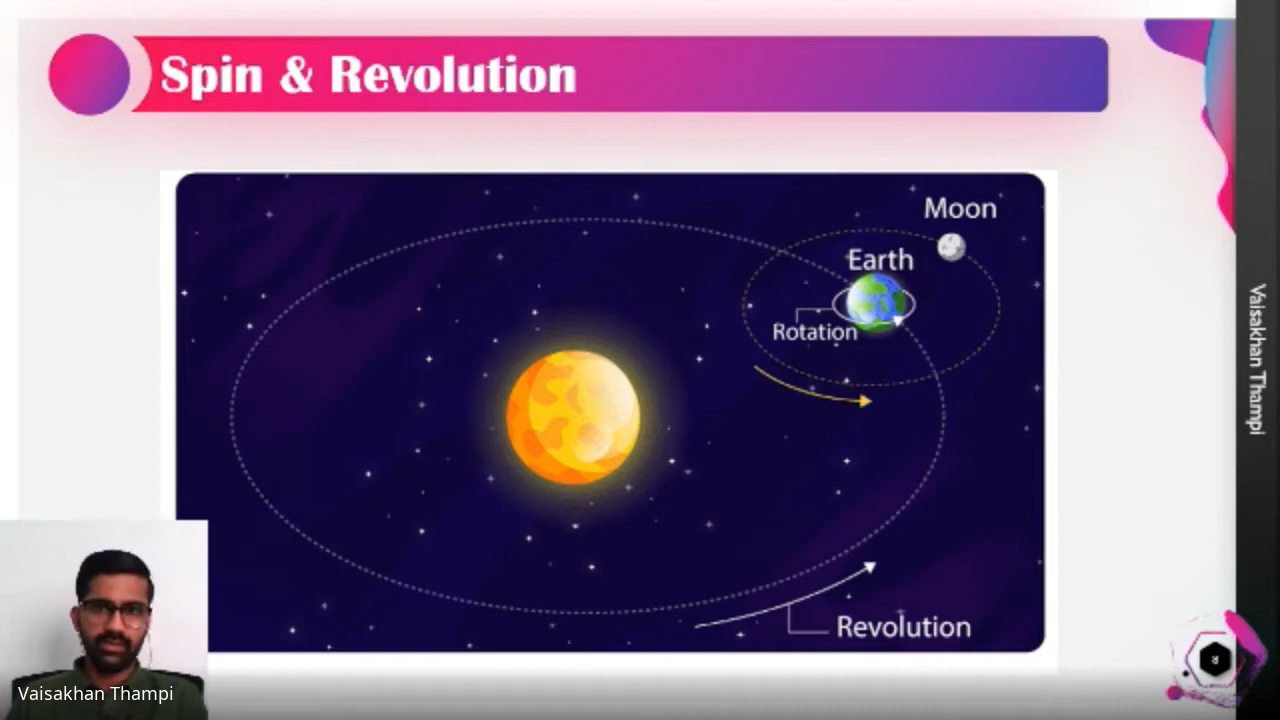 Spin & Revolution
Moon
Earth
Rotation
Revolution
Vaisakhan Thampi
Vaisakhan Thampi